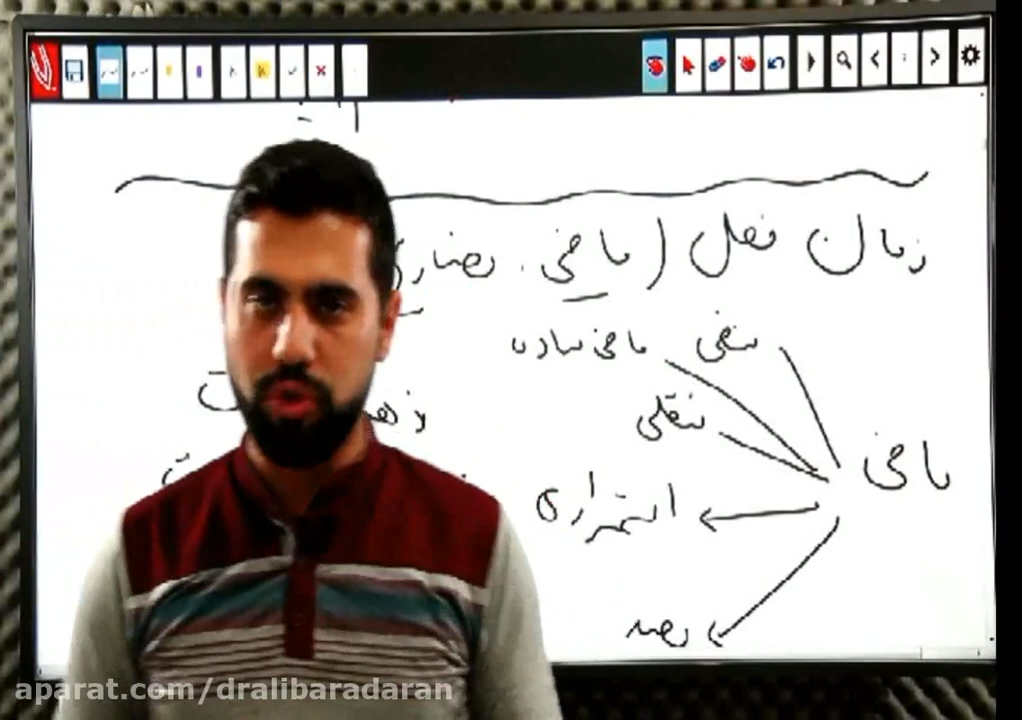 زمان فعل (ماضی، مضارع
منفی
ماضی ساده
نقلی
ماضی
استمراری
بعید
aparat.com/dralibaradaran